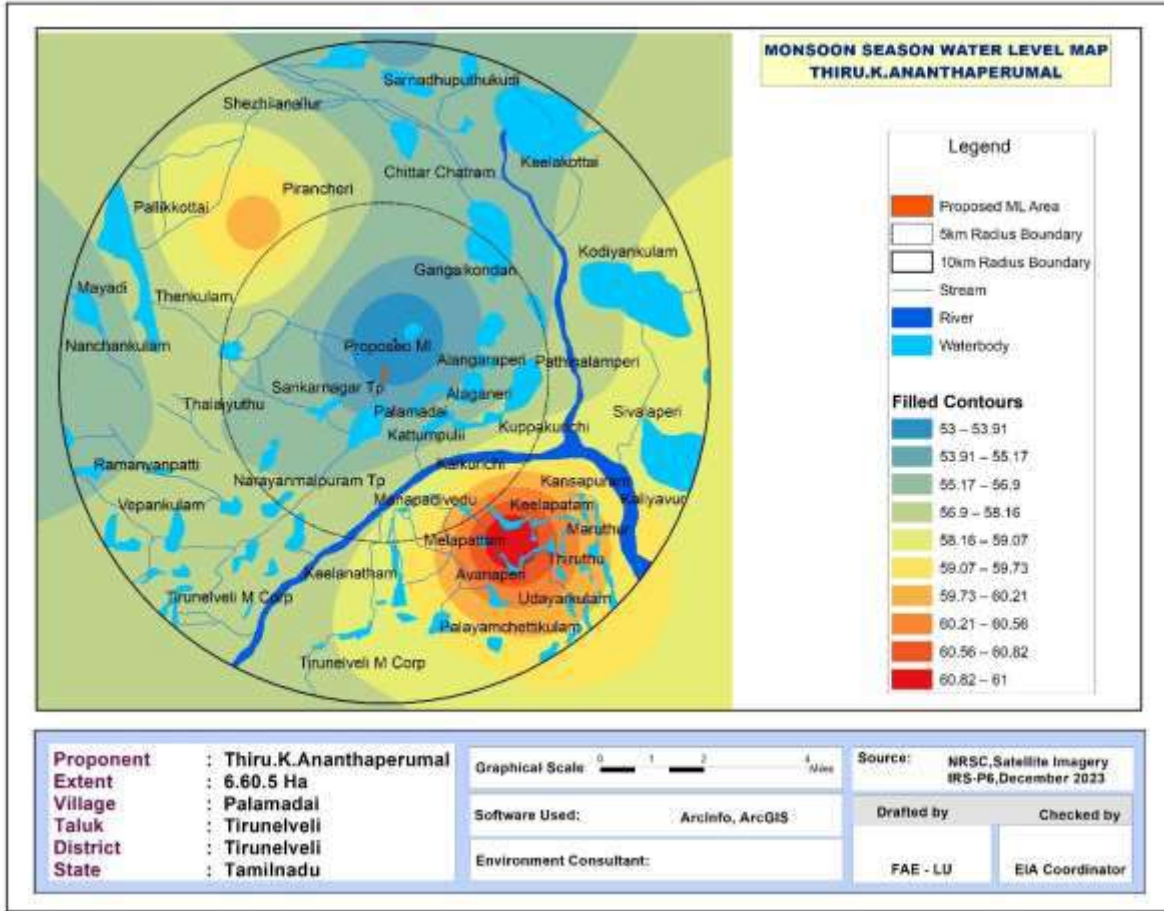 MONSOON SEASON WATER LEVEL MAP
THIRU.K.ANANTHAPERUMAL
Sarnadhuputhukudi
Shezhilanallur
Keelakottai
Chittar Chatram
Pirancheri
Pallikkottai
Kodiyankulam
Gangaikondan
Mayadi
Thenkulam
Nanchankulam
Proposed Ml
Alangaraperi
Pathinalamperi
Sankarnagar Tp
Alaganeri
Thalaiyuthu
Palamadai
Sivalaperi
Kattumpulii
Kuppakurichi
Ramanyanpatti
Karkurichi
Narayanmalpuram Tp
Kansapuram
Vepankulam
Manapadivedu
Keelapatam
Kaliyavur
Maruthur
Melapattam
Thiruthu
Keelanatham
Avanaperi
Tirunelveli M Corp
Udayarkulam
Palayamchettikulam
Tirunelveli M Corp
Legend
Proposed ML Area
5km Radius Boundary
10km Radius Boundary
Stream
River
Waterbody
Filled Contours
53 – 53.91
53.91 – 55.17
55.17 – 56.9
56.9 – 58.16
58.16 – 59.07
59.07 – 59.73
59.73 – 60.21
60.21 – 60.56
60.56 – 60.82
60.82 – 61
Proponent : Thiru.K.Ananthaperumal
Extent : 6.60.5 Ha
Village : Palamadai
Taluk : Tirunelveli
District : Tirunelveli
State : Tamilnadu
Graphical Scale 0 1 2 4 Miles
Software Used: ArcInfo, ArcGIS
Environment Consultant:
Source: NRSC,Satellite Imagery
IRS-P6,December 2023
Drafted by Checked by
FAE - LU EIA Coordinator